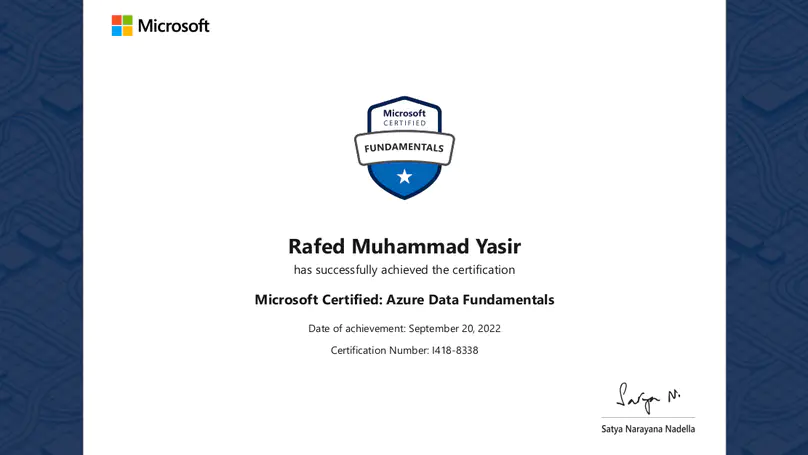 Microsoft
Microsoft
CERTIFIED
FUNDAMENTALS
Rafed Muhammad Yasir
has successfully achieved the certification
Microsoft Certified: Azure Data Fundamentals
Date of achievement: September 20, 2022
Certification Number: I418-8338
Satya N.
Satya Narayana Nadella